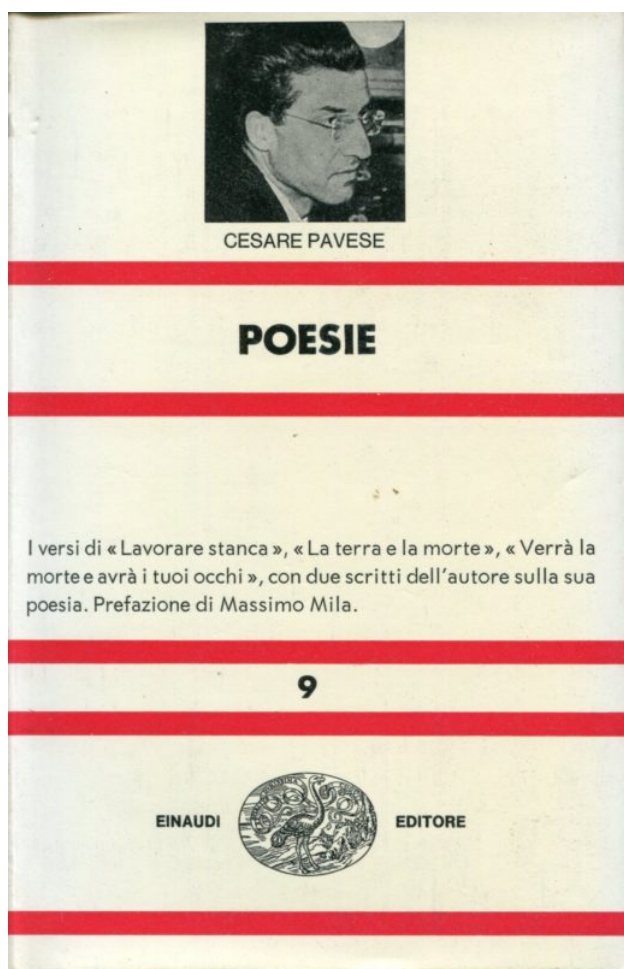 CESARE PAVESE
POESIE
I versi di « Lavorare stanca », « La terra e la morte », « Verrà la
morte e avrà i tuoi occhi », con due scritti dell'autore sulla sua
poesia. Prefazione di Massimo Mila.
9
EINAUDI EDITORE